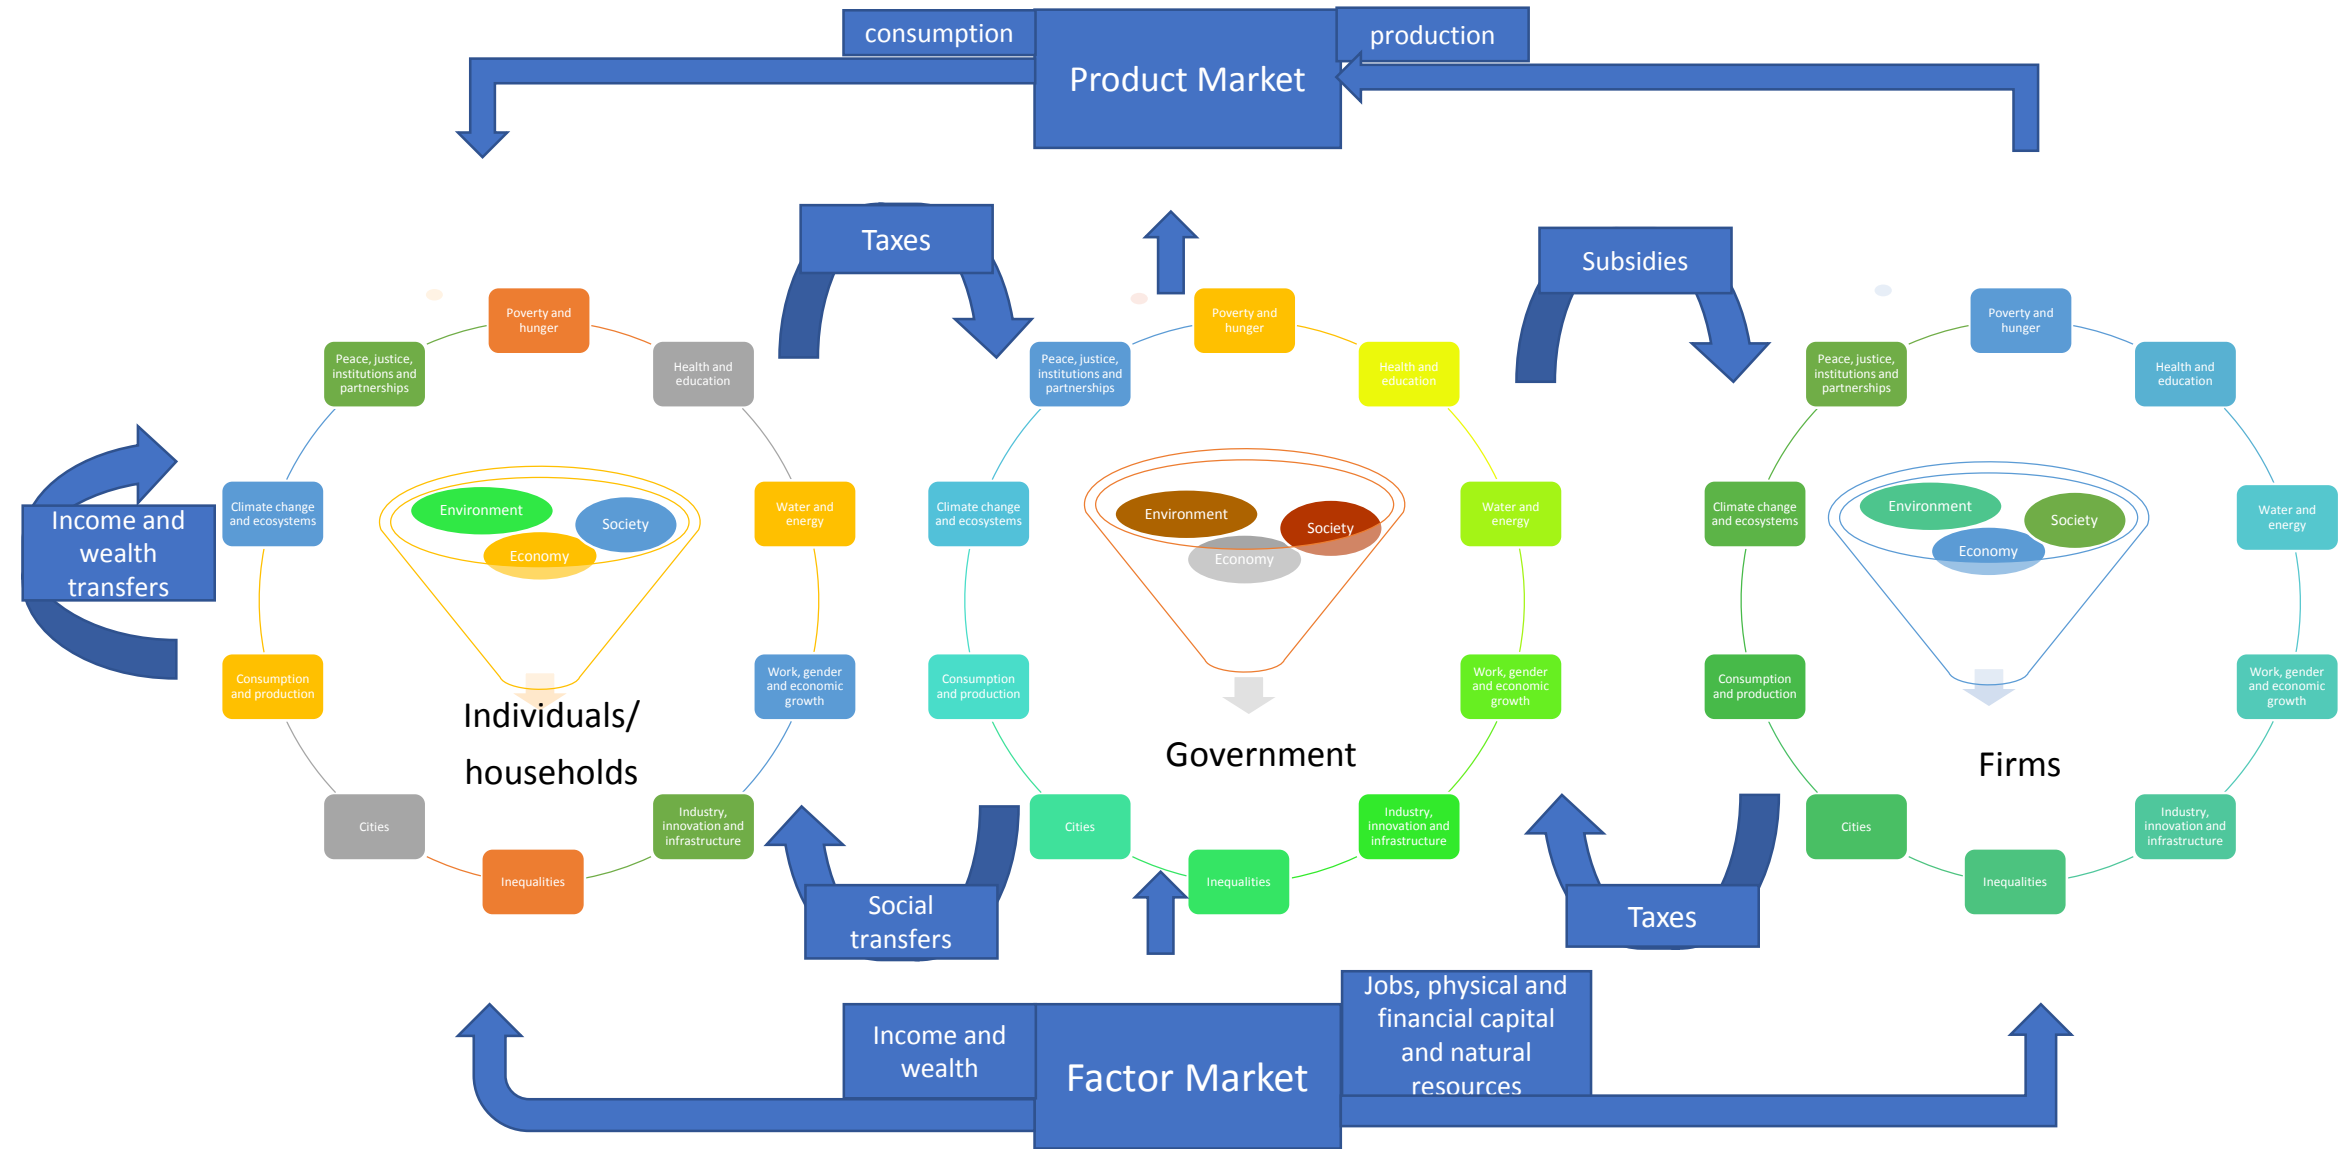 consumption
Product Market
production
Taxes
Subsidies
Income and
wealth
transfers
Poverty and
hunger
Health and
education
Water and
energy
Work, gender
and economic
growth
Industry,
innovation and
infrastructure
Inequalities
Cities
Consumption
and production
Climate change
and ecosystems
Peace, justice,
institutions and
partnerships
Environment
Society
Economy
Individuals/
households
Poverty and
hunger
Health and
education
Water and
energy
Work, gender
and economic
growth
Industry,
innovation and
infrastructure
Inequalities
Cities
Consumption
and production
Climate change
and ecosystems
Peace, justice,
institutions and
partnerships
Environment
Society
Economy
Government
Poverty and
hunger
Health and
education
Water and
energy
Work, gender
and economic
growth
Industry,
innovation and
infrastructure
Inequalities
Cities
Consumption
and production
Climate change
and ecosystems
Peace, justice,
institutions and
partnerships
Environment
Society
Economy
Firms
Social
transfers
Taxes
Income and
wealth
Factor Market
Jobs, physical and
financial capital
and natural
resources